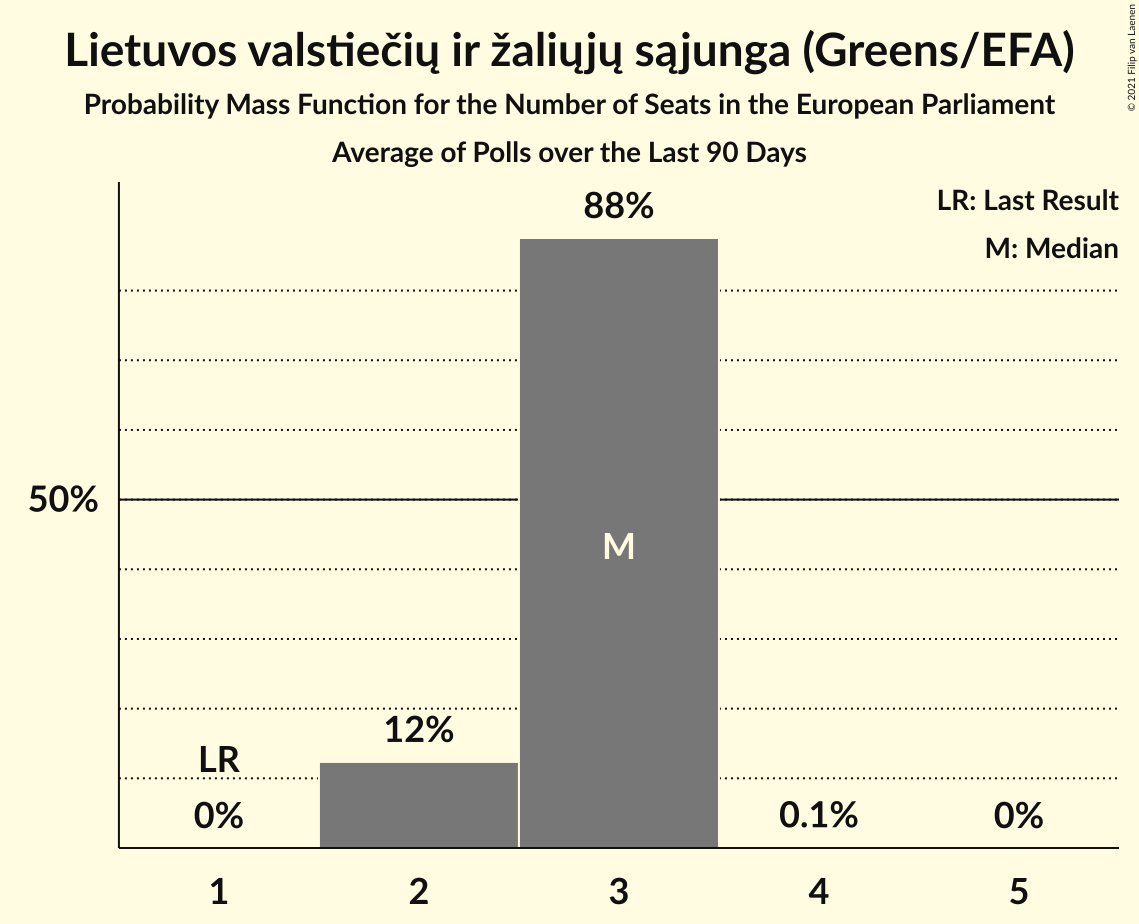 Lietuvos valstiečių ir žaliųjų sąjunga (Greens/EFA)
Probability Mass Function for the Number of Seats in the European Parliament
Average of Polls over the Last 90 Days
© 2021 Filip van Laenen
LR: Last Result
M: Median
88%
50%
M
12%
LR
0%
0.1%
0%
1
2
3
4
5